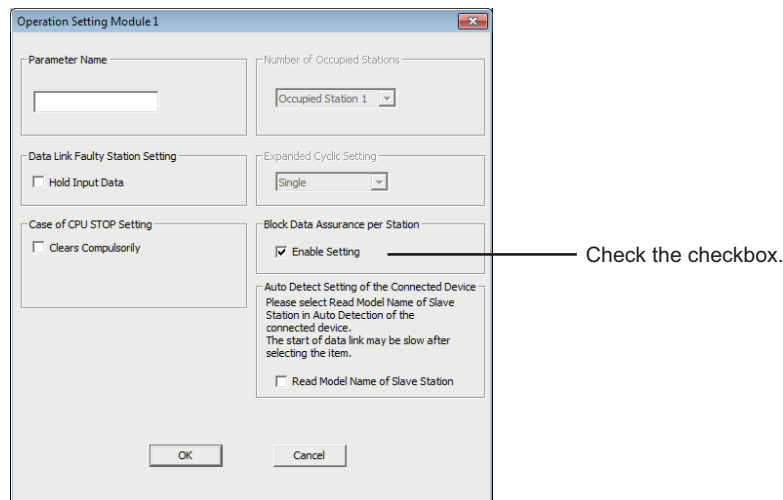 Operation Setting Module 1
Parameter Name
Number of Occupied Stations
Occupied Station 1
Data Link Faulty Station Setting
Hold Input Data
Expanded Cyclic Setting
Single
Case of CPU STOP Setting
Clears Compulsorily
Block Data Assurance per Station
Enable Setting
Check the checkbox.
Auto Detect Setting of the Connected Device
Please select Read Model Name of Slave
Station in Auto Detection of the
connected device.
The start of data link may be slow after
selecting the item.
Read Model Name of Slave Station
OK
Cancel